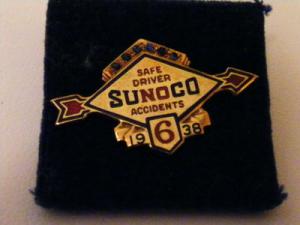 SAFE
DRIVER
SUNOCO
ACCIDENTS
19 6 38